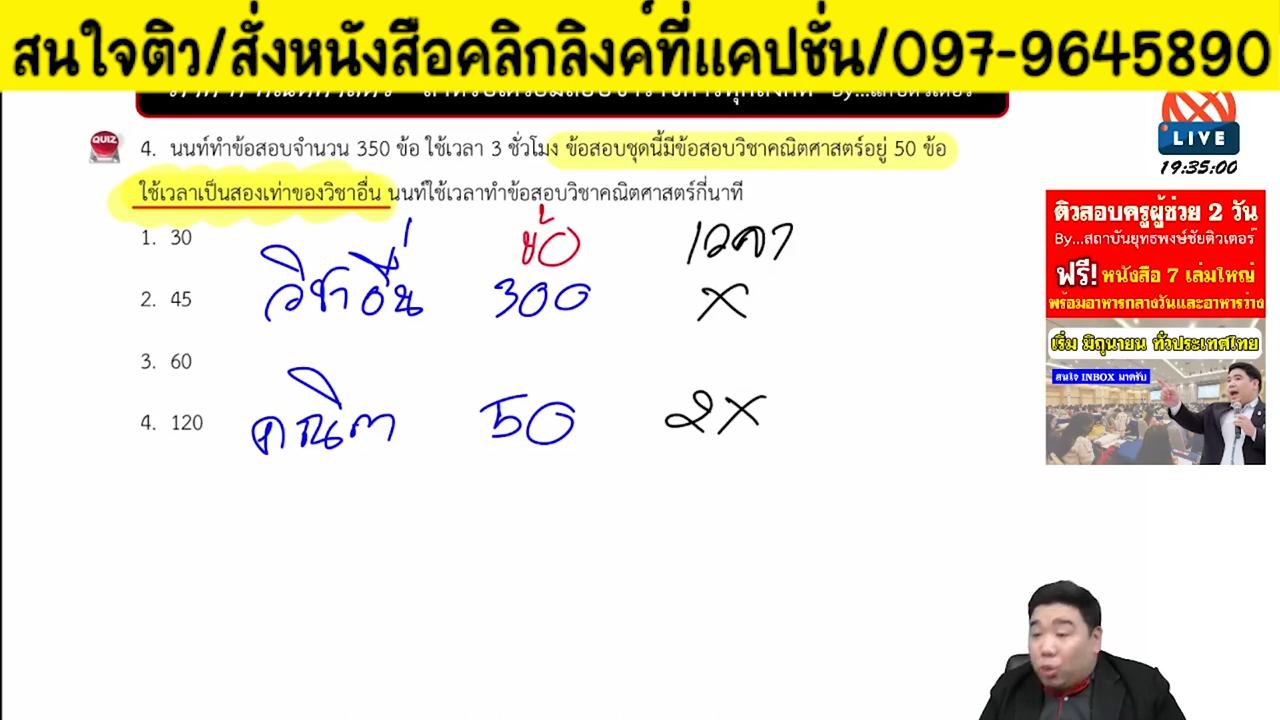 สนใจติว/สั่งหนังสือคลิกลิงค์ที่แคปชั่น/097-9645890
LIVE
19:35:00
QUIZ
4. นนท์ทำข้อสอบจำนวน 350 ข้อ ใช้เวลา 3 ชั่วโมง ข้อสอบชุดนี้มีข้อสอบวิชาคณิตศาสตร์อยู่ 50 ข้อ
ใช้เวลาเป็นสองเท่าของวิชาอื่น นนท์ใช้เวลาทำข้อสอบวิชาคณิตศาสตร์กี่นาที
1. 30
2. 45
3. 60
4. 120
ข้อ เวลา
วิชาอื่น 300 x
คณิต 50 2x
ติวสอบครูผู้ช่วย 2 วัน
By...สถาบันยุทธพงษ์ชัยติวเตอร์
ฟรี! หนังสือ 7 เล่มใหญ่
พร้อมอาหารกลางวันและอาหารว่าง
เริ่ม มิถุนายน ทั่วประเทศไทย
สนใจ INBOX มาครับ